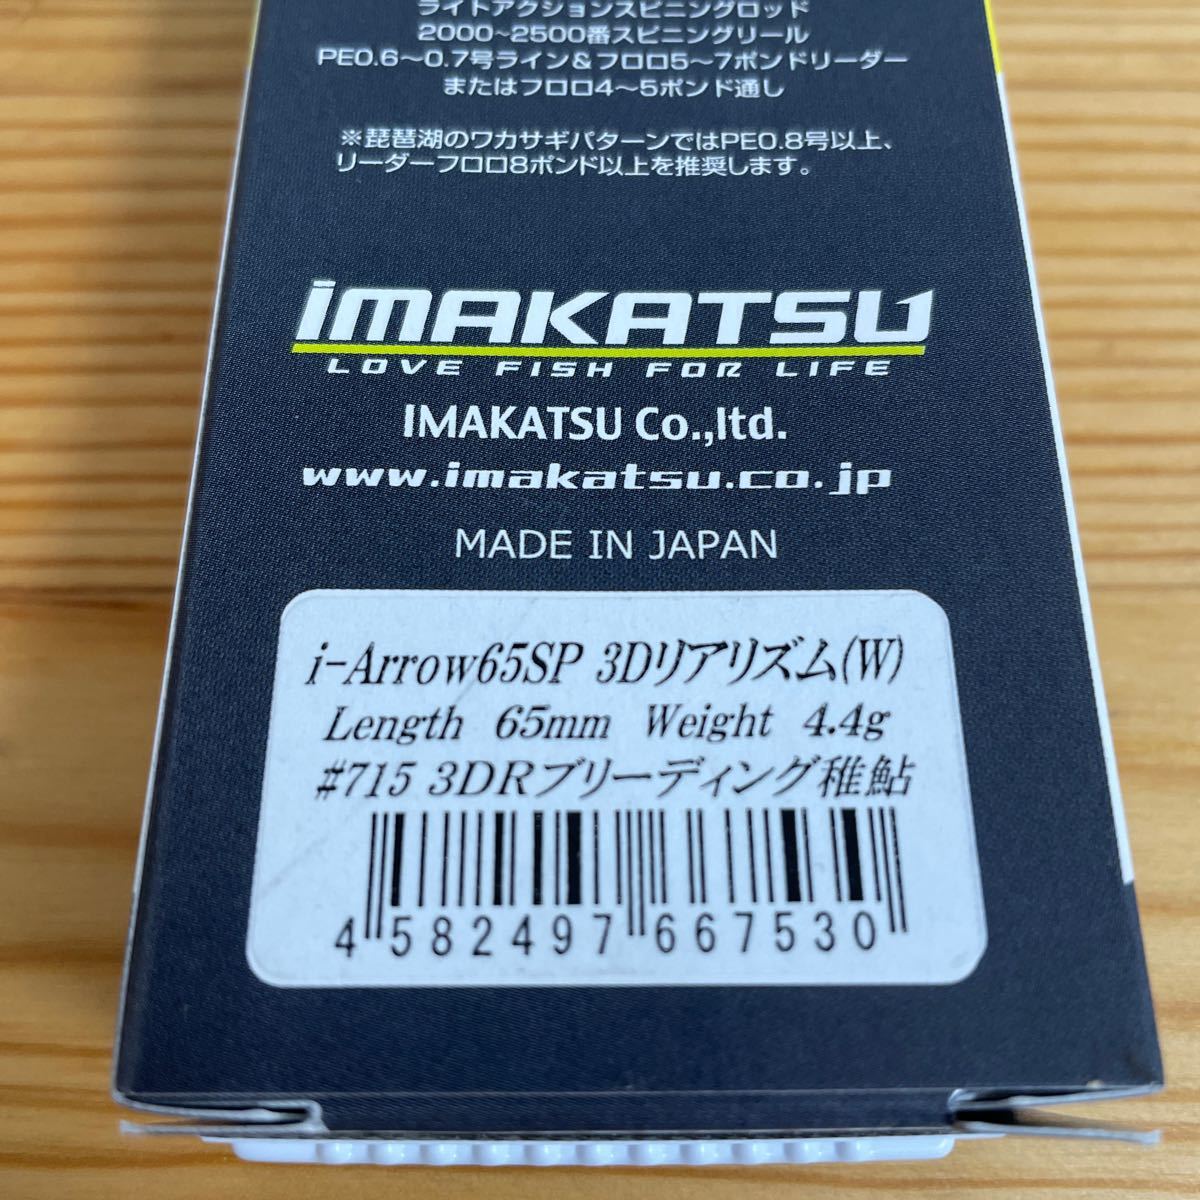 ライトアクションスピニングロッド
2000~2500番スピニングリール
PE0.6〜0.7号ライン＆フロロ5〜7ポンドリーダー
またはフロロ4〜5ポンド通し
※琵琶湖のワカサギパターンではPE0.8号以上、
リーダーフロロ8ポンド以上を推奨します。
imAKATSU
LOVE FISH FOR LIFE
IMAKATSU Co.,ltd.
www.imakatsu.co.jp
MADE IN JAPAN
i-Arrow65SP 3Dリアリズム(W)
Length 65mm Weight 4.4g
#715 3DRブリーディング稚鮎
4 582497 667530